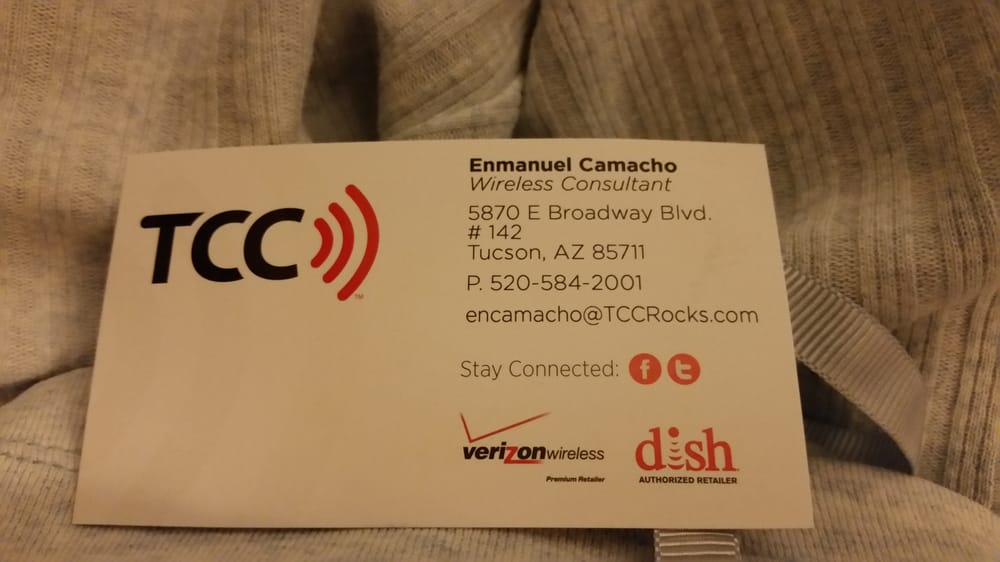 TCC
TM
Enmanuel Camacho
Wireless Consultant
5870 E Broadway Blvd.
# 142
Tucson, AZ 85711
P. 520-584-2001
encamacho@TCCRocks.com
Stay Connected: f t
verizonwireless
Premium Retailer
dish
AUTHORIZED RETAILER